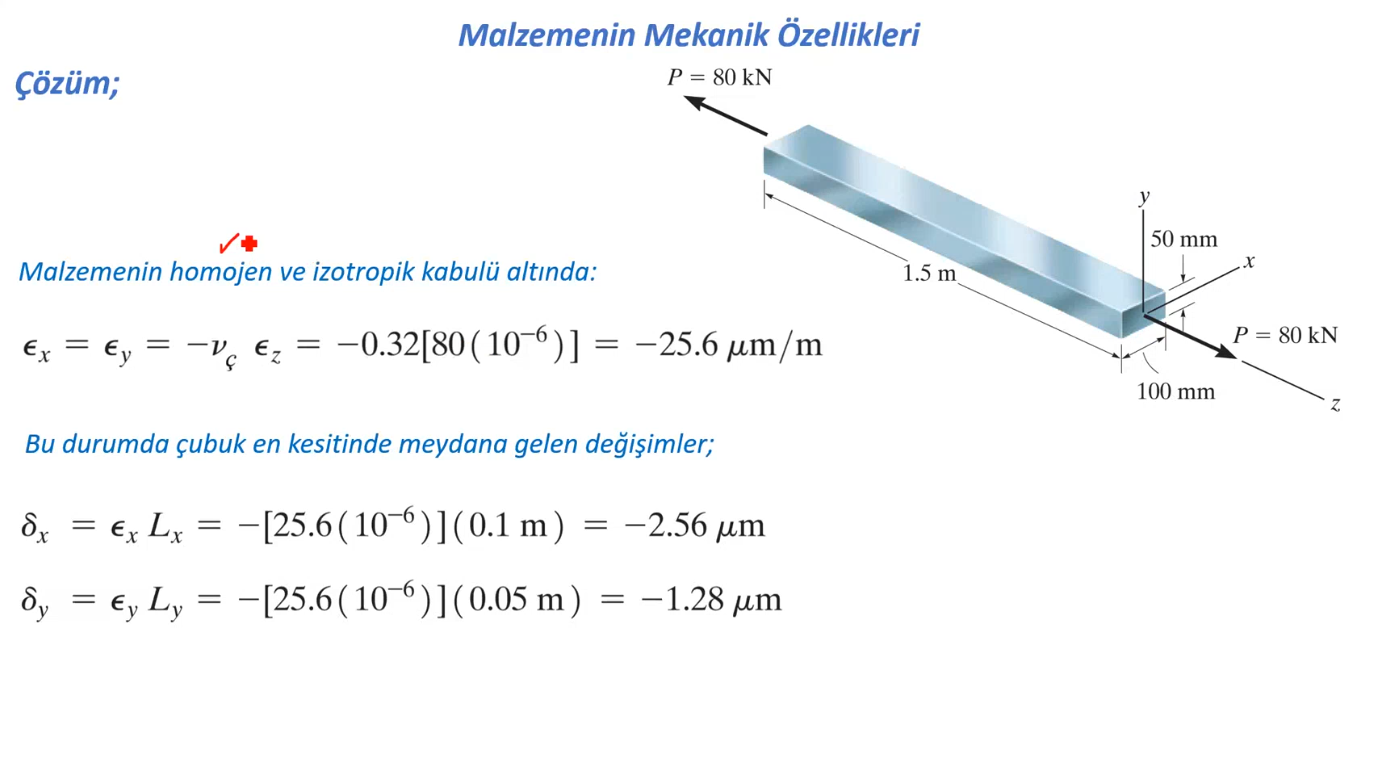 Malzemenin Mekanik Özellikleri
Çözüm;
P = 80 kN
y
50 mm
x
1.5 m
P = 80 kN
100 mm
z
Malzemenin homojen ve izotropik kabulü altında:
ϵx = ϵy = −νç ϵz = −0.32[80(10⁻⁶)] = −25.6 μm/m
Bu durumda çubuk en kesitinde meydana gelen değişimler;
δx = ϵx Lx = −[25.6(10⁻⁶)](0.1 m) = −2.56 μm
δy = ϵy Ly = −[25.6(10⁻⁶)](0.05 m) = −1.28 μm